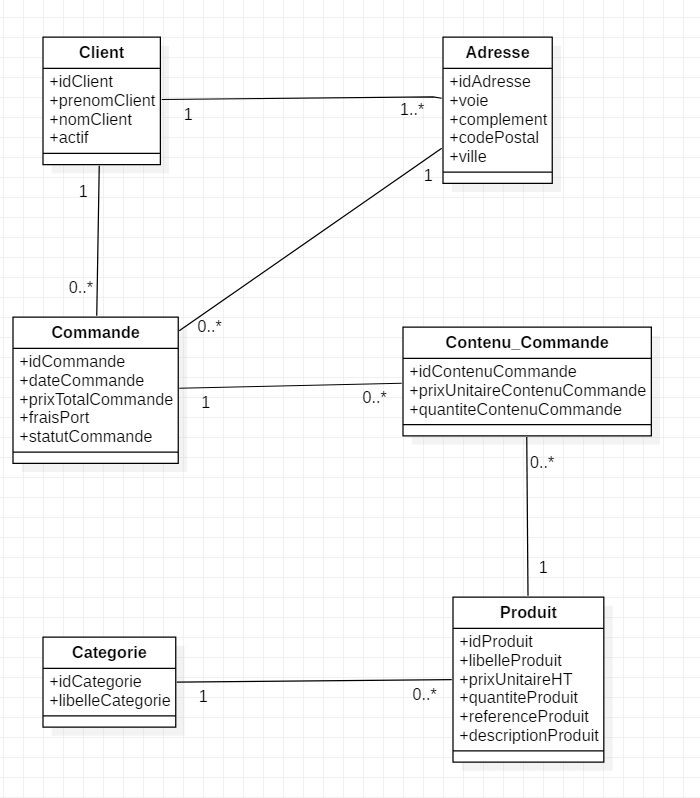 Client
+idClient
+prenomClient
+nomClient
+actif
Adresse
+idAdresse
+voie
+complement
+codePostal
+ville
1
1..*
1
0..*
1
0..*
Commande
+idCommande
+dateCommande
+prixTotalCommande
+fraisPort
+statutCommande
1
0..*
Contenu_Commande
+idContenuCommande
+prixUnitaireContenuCommande
+quantiteContenuCommande
0..*
1
Categorie
+idCategorie
+libelleCategorie
1
0..*
Produit
+idProduit
+libelleProduit
+prixUnitaireHT
+quantiteProduit
+referenceProduit
+descriptionProduit